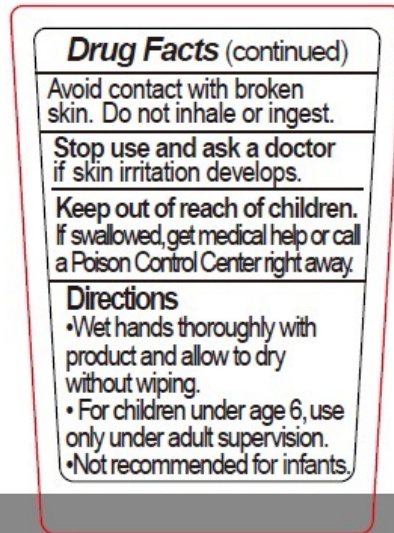 Drug Facts (continued)
Avoid contact with broken
skin. Do not inhale or ingest.
Stop use and ask a doctor
if skin irritation develops.
Keep out of reach of children.
If swallowed,get medical help or call
a Poison Control Center right away.
Directions
•Wet hands thoroughly with
product and allow to dry
without wiping.
• For children under age 6, use
only under adult supervision.
•Not recommended for infants.